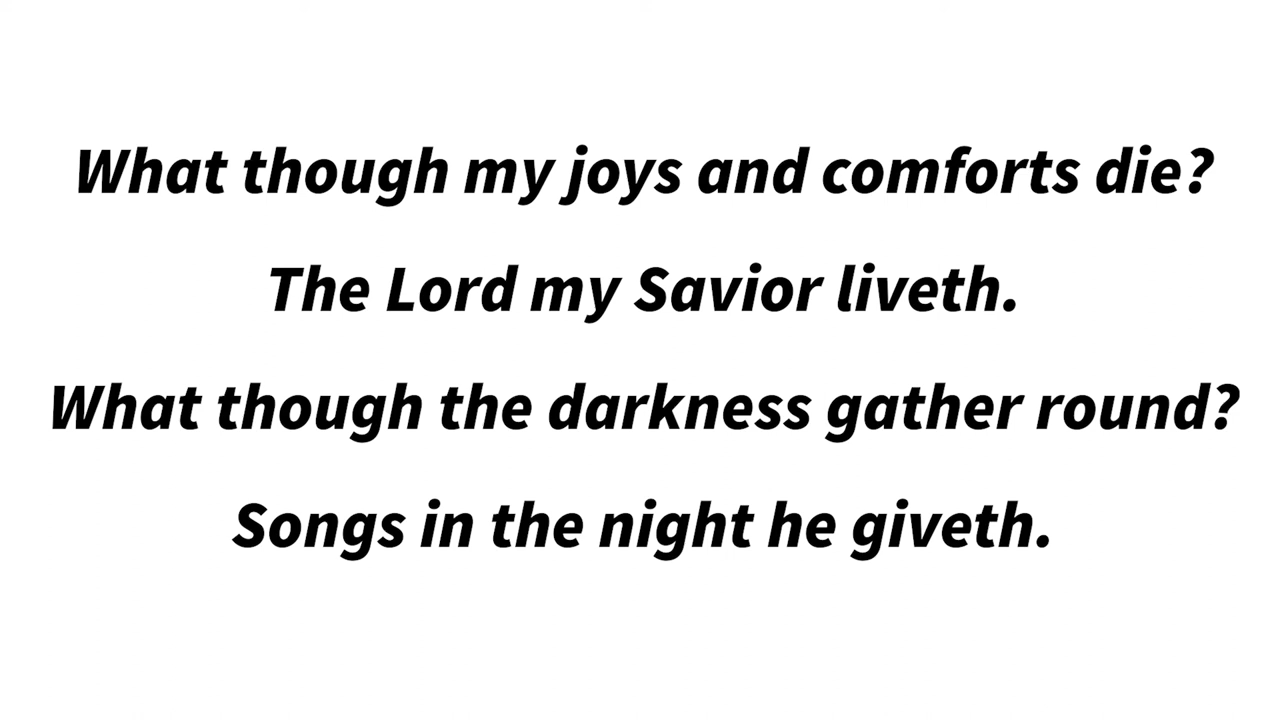 What though my joys and comforts die?
The Lord my Savior liveth.
What though the darkness gather round?
Songs in the night he giveth.